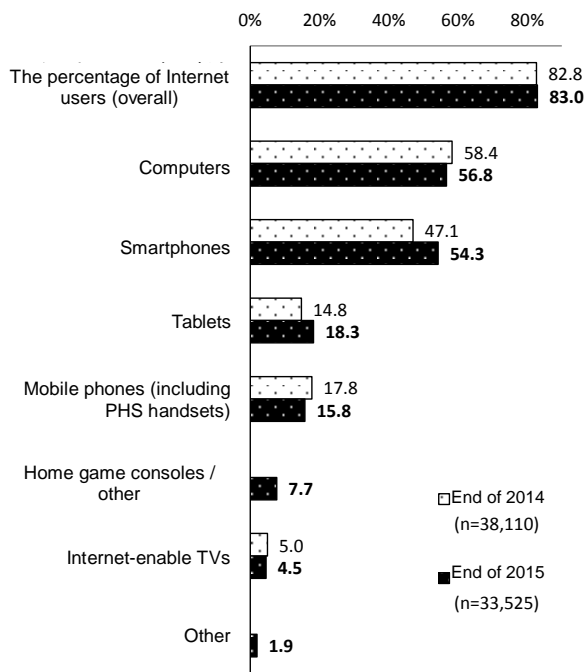 0% 20% 40% 60% 80%
The percentage of Internet
users (overall)
82.8
83.0
Computers
58.4
56.8
Smartphones
47.1
54.3
Tablets
14.8
18.3
Mobile phones (including
PHS handsets)
17.8
15.8
Home game consoles /
other
7.7
Internet-enable TVs
5.0
4.5
Other
1.9
End of 2014
(n=38,110)
End of 2015
(n=33,525)